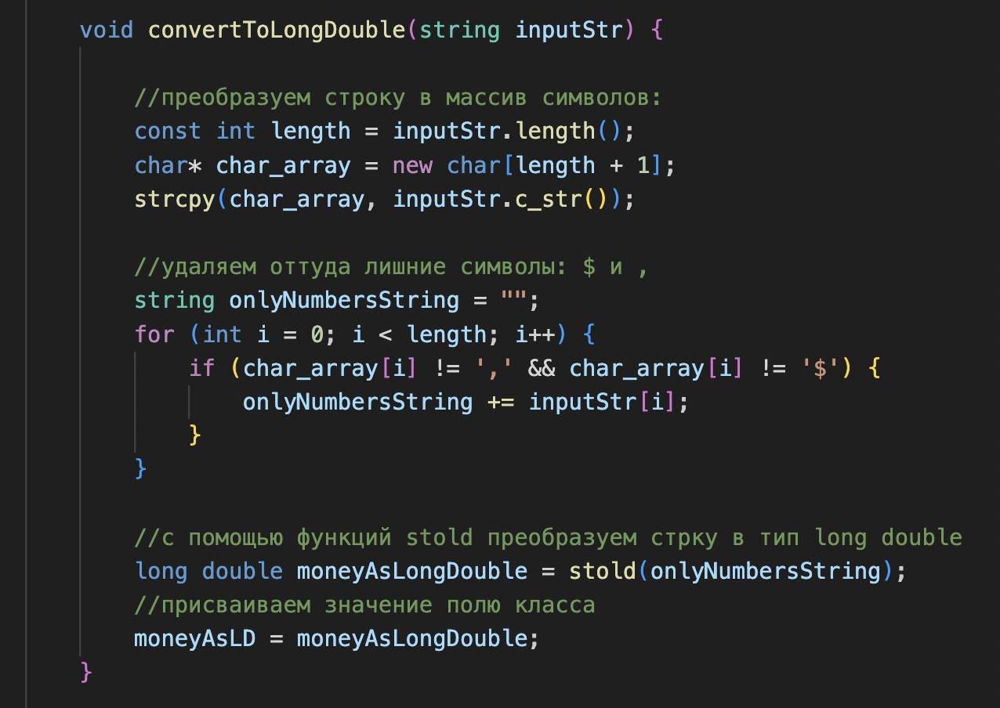 void convertToLongDouble(string inputStr) {
//преобразуем строку в массив символов:
const int length = inputStr.length();
char* char_array = new char[length + 1];
strcpy(char_array, inputStr.c_str());
//удаляем оттуда лишние символы: $ и ,
string onlyNumbersString = "";
for (int i = 0; i < length; i++) {
if (char_array[i] != ',' && char_array[i] != '$') {
onlyNumbersString += inputStr[i];
}
}
//с помощью функций stold преобразуем стрку в тип long double
long double moneyAsLongDouble = stold(onlyNumbersString);
//присваиваем значение полю класса
moneyAsLD = moneyAsLongDouble;
}